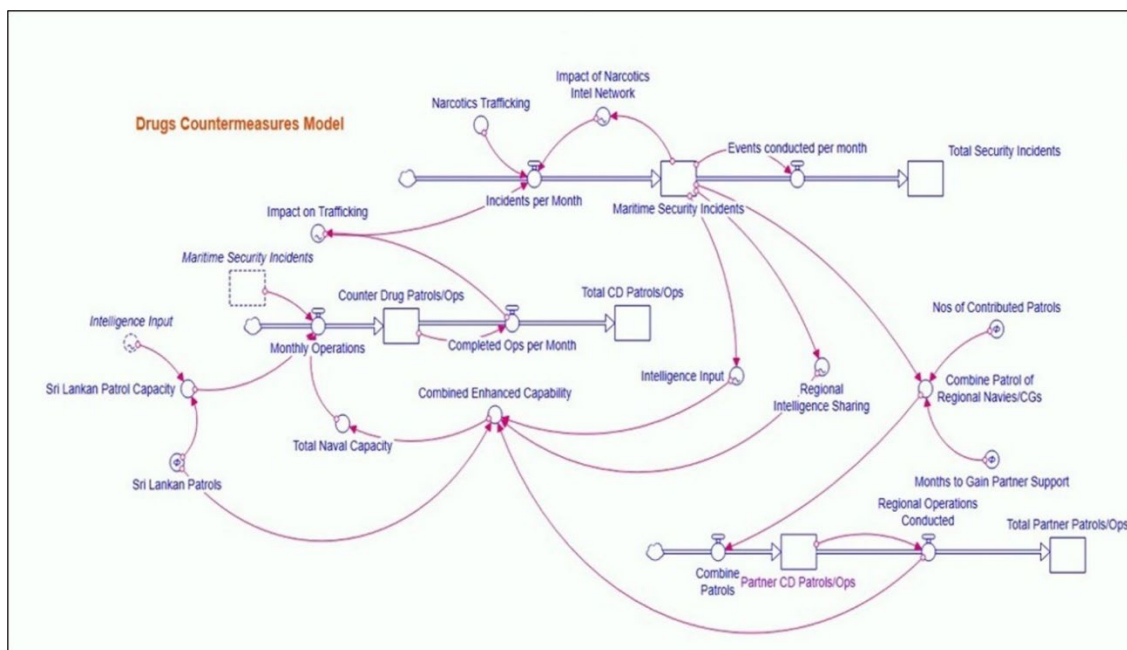 Impact of Narcotics
Intel Network
Narcotics Trafficking
Drugs Countermeasures Model
Events conducted per month
Total Security Incidents
Incidents per Month
Maritime Security Incidents
Impact on Trafficking
Maritime Security Incidents
Counter Drug Patrols/Ops
Total CD Patrols/Ops
Nos of Contributed Patrols
Intelligence Input
Monthly Operations
Completed Ops per Month
Sri Lankan Patrol Capacity
Combined Enhanced Capability
Intelligence Input
Regional
Intelligence Sharing
Combine Patrol of
Regional Navies/CGs
Total Naval Capacity
Sri Lankan Patrols
Months to Gain Partner Support
Regional Operations
Conducted
Total Partner Patrols/Ops
Combine
Patrols
Partner CD Patrols/Ops